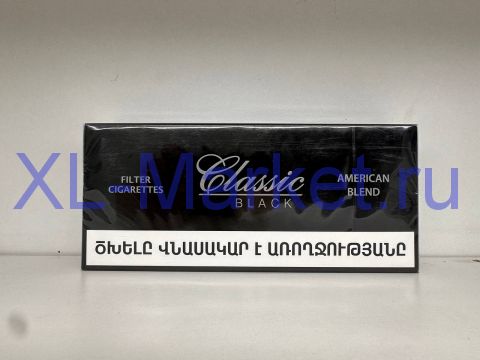 XL-Market.ru
FILTER
CIGARETTES
Classic
BLACK
AMERICAN
BLEND
ԾԽԵԼԸ ՎՆԱՍԱԿԱՐ Է ԱՌՈՂՋՈՒԹՅԱՆԸ